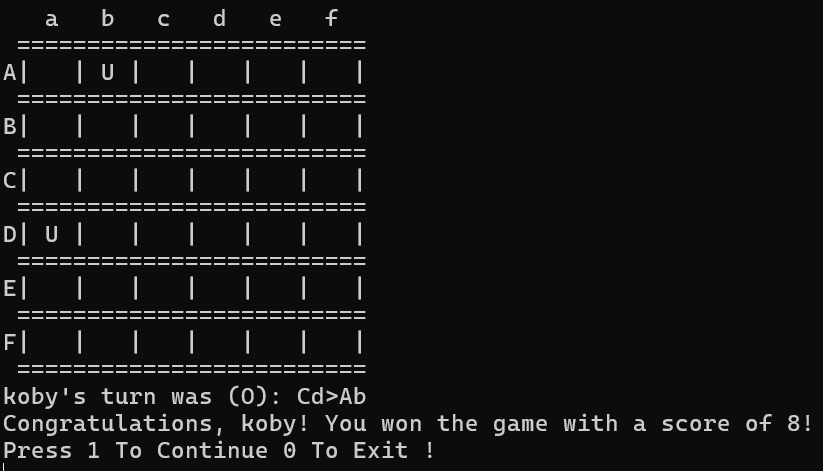 a   b   c   d   e   f
 =========================
A|   | U |   |   |   |   |
 =========================
B|   |   |   |   |   |   |
 =========================
C|   |   |   |   |   |   |
 =========================
D| U |   |   |   |   |   |
 =========================
E|   |   |   |   |   |   |
 =========================
F|   |   |   |   |   |   |
 =========================
koby's turn was (O): Cd>Ab
Congratulations, koby! You won the game with a score of 8!
Press 1 To Continue 0 To Exit !